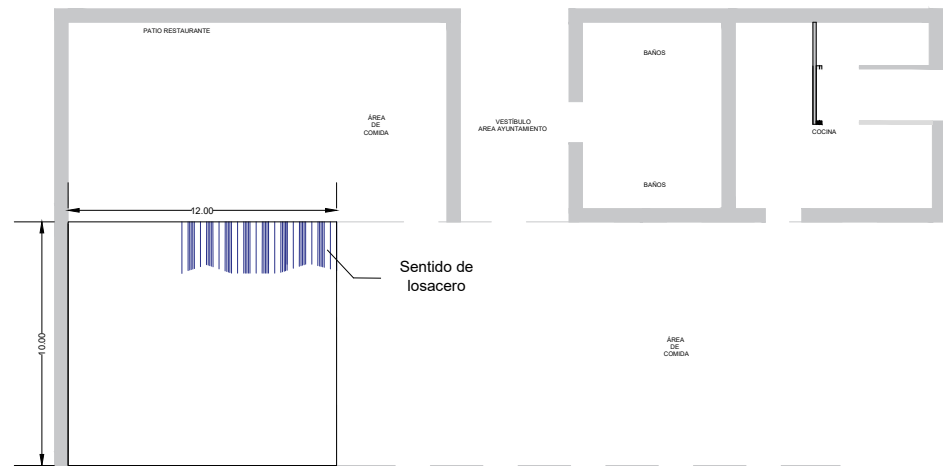 PATIO RESTAURANTE
BAÑOS
ÁREA
DE
COMIDA
VESTÍBULO
AREA AYUNTAMIENTO
COCINA
BAÑOS
12.00
Sentido de
losacero
10.00
ÁREA
DE
COMIDA